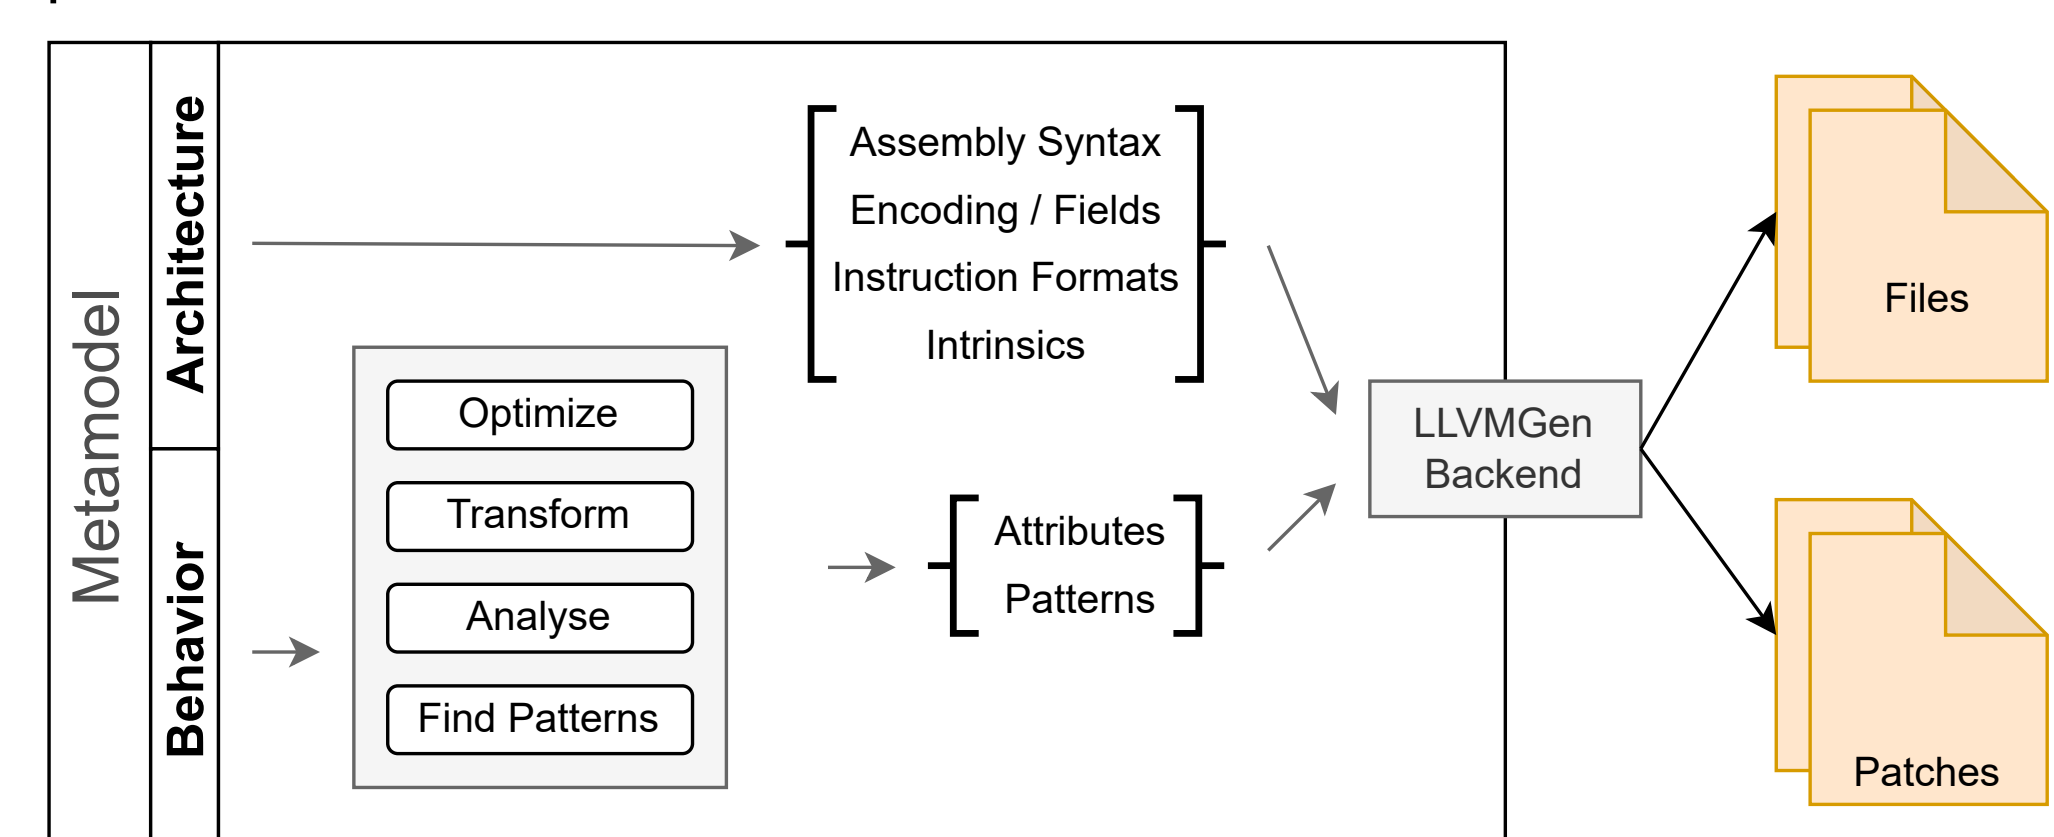 Metamodel
Architecture
Behavior
Assembly Syntax
Encoding / Fields
Instruction Formats
Intrinsics
Optimize
Transform
Analyse
Find Patterns
Attributes
Patterns
LLVMGen
Backend
Files
Patches